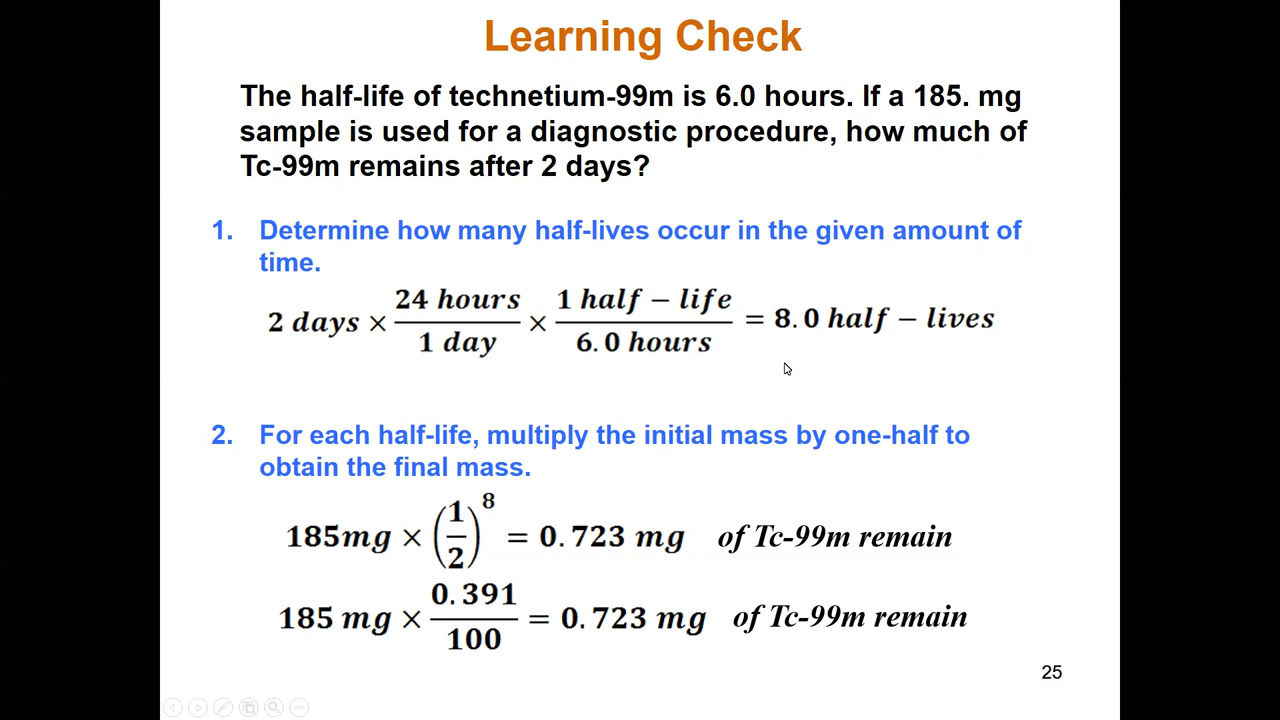 Learning Check
The half-life of technetium-99m is 6.0 hours. If a 185. mg
sample is used for a diagnostic procedure, how much of
Tc-99m remains after 2 days?
1. Determine how many half-lives occur in the given amount of
time.
2 days × 24 hours / 1 day × 1 half − life / 6.0 hours = 8.0 half − lives
2. For each half-life, multiply the initial mass by one-half to
obtain the final mass.
185mg × (1/2)^8 = 0.723 mg of Tc-99m remain
185 mg × 0.391 / 100 = 0.723 mg of Tc-99m remain
25